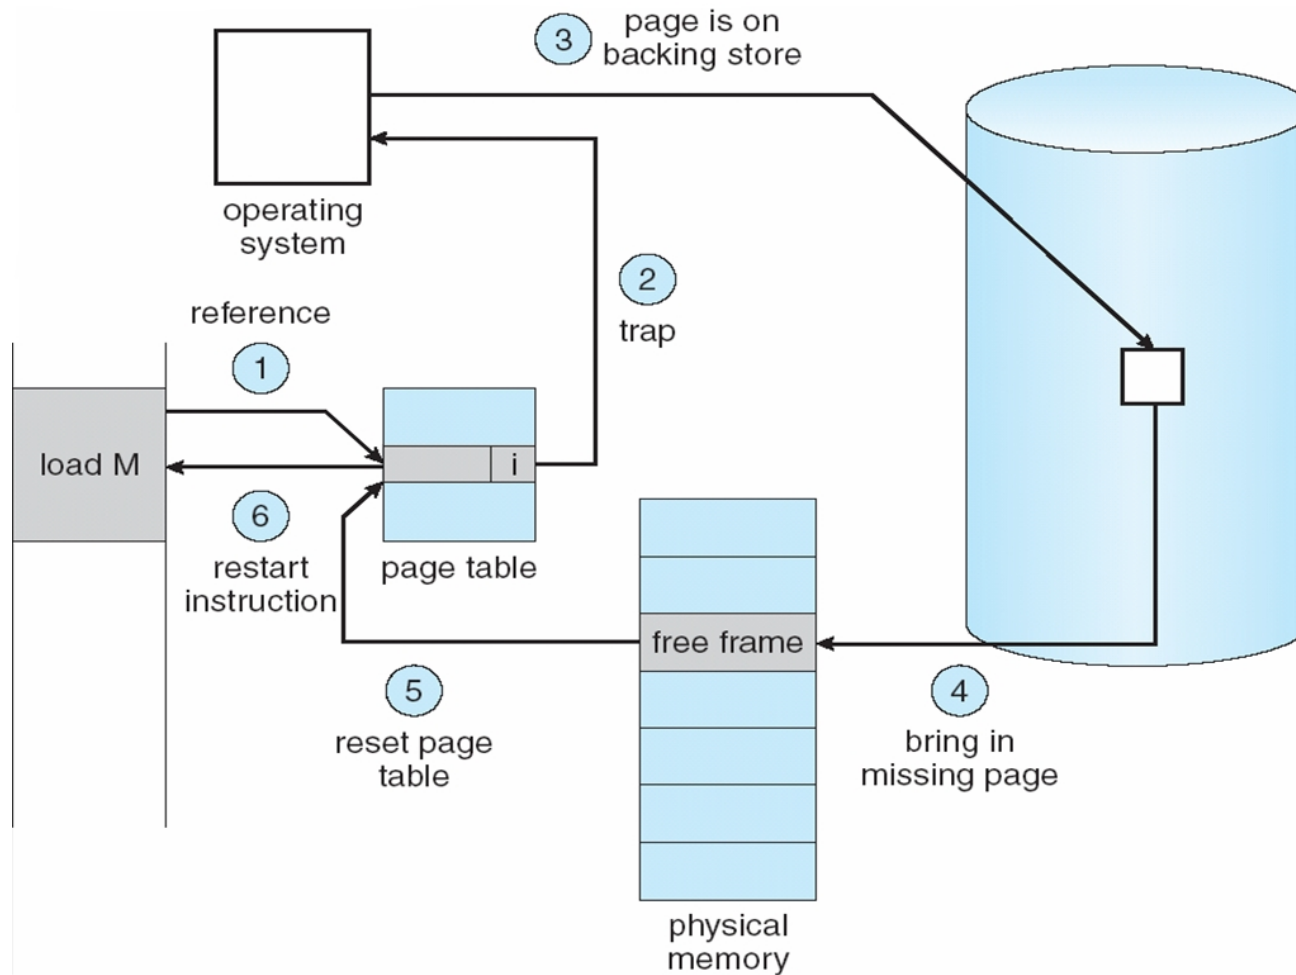 3
page is on
backing store
operating
system
2
trap
reference
1
load M
i
6
restart
instruction
page table
free frame
5
reset page
table
4
bring in
missing page
physical
memory